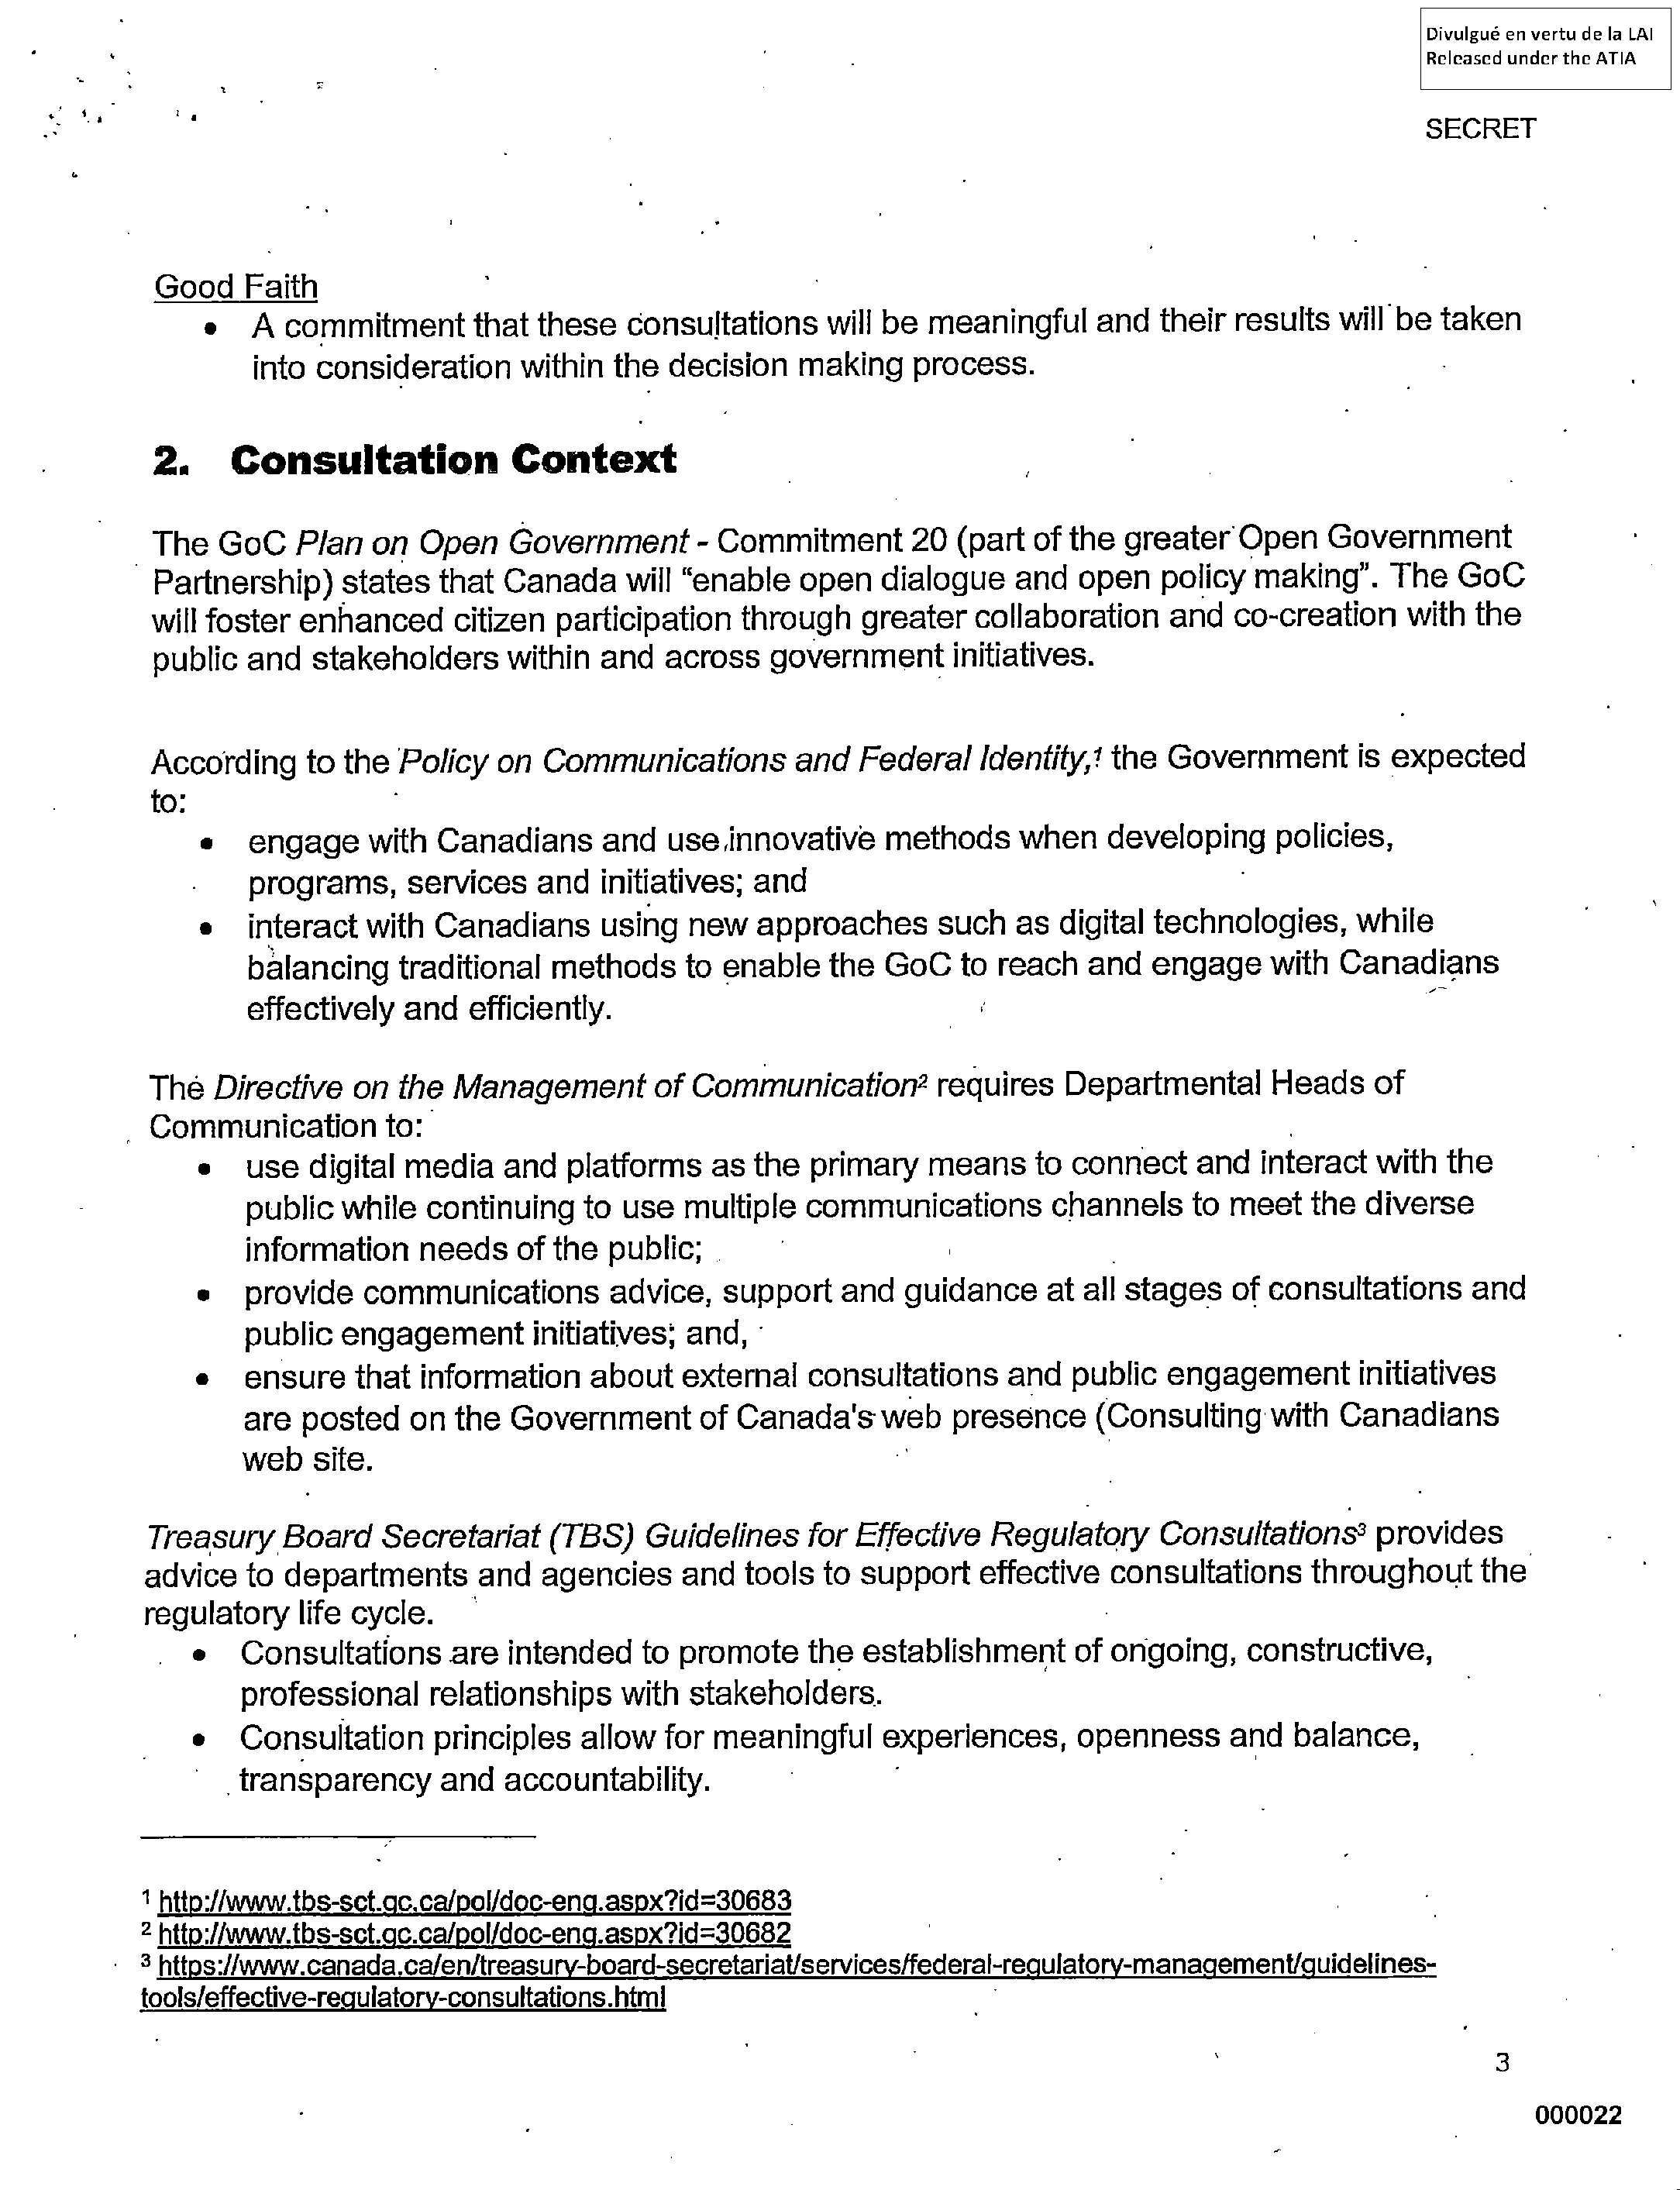 Divulgué en vertu de la LAI
Released under the ATIA
SECRET
Good Faith
• A commitment that these consultations will be meaningful and their results will be taken
into consideration within the decision making process.
2. Consultation Context
The GoC Plan on Open Government - Commitment 20 (part of the greater Open Government
Partnership) states that Canada will “enable open dialogue and open policy making”. The GoC
will foster enhanced citizen participation through greater collaboration and co-creation with the
public and stakeholders within and across government initiatives.
According to the Policy on Communications and Federal Identity,¹ the Government is expected
to:
• engage with Canadians and use innovative methods when developing policies,
programs, services and initiatives; and
• interact with Canadians using new approaches such as digital technologies, while
balancing traditional methods to enable the GoC to reach and engage with Canadians
effectively and efficiently.
The Directive on the Management of Communication² requires Departmental Heads of
Communication to:
• use digital media and platforms as the primary means to connect and interact with the
public while continuing to use multiple communications channels to meet the diverse
information needs of the public;
• provide communications advice, support and guidance at all stages of consultations and
public engagement initiatives; and,
• ensure that information about external consultations and public engagement initiatives
are posted on the Government of Canada's web presence (Consulting with Canadians
web site.
Treasury Board Secretariat (TBS) Guidelines for Effective Regulatory Consultations³ provides
advice to departments and agencies and tools to support effective consultations throughout the
regulatory life cycle.
• Consultations are intended to promote the establishment of ongoing, constructive,
professional relationships with stakeholders.
• Consultation principles allow for meaningful experiences, openness and balance,
transparency and accountability.
¹ http://www.tbs-sct.gc.ca/pol/doc-eng.aspx?id=30683
² http://www.tbs-sct.gc.ca/pol/doc-eng.aspx?id=30682
³ https://www.canada.ca/en/treasury-board-secretariat/services/federal-regulatory-management/guidelines-
tools/effective-regulatory-consultations.html
3
000022